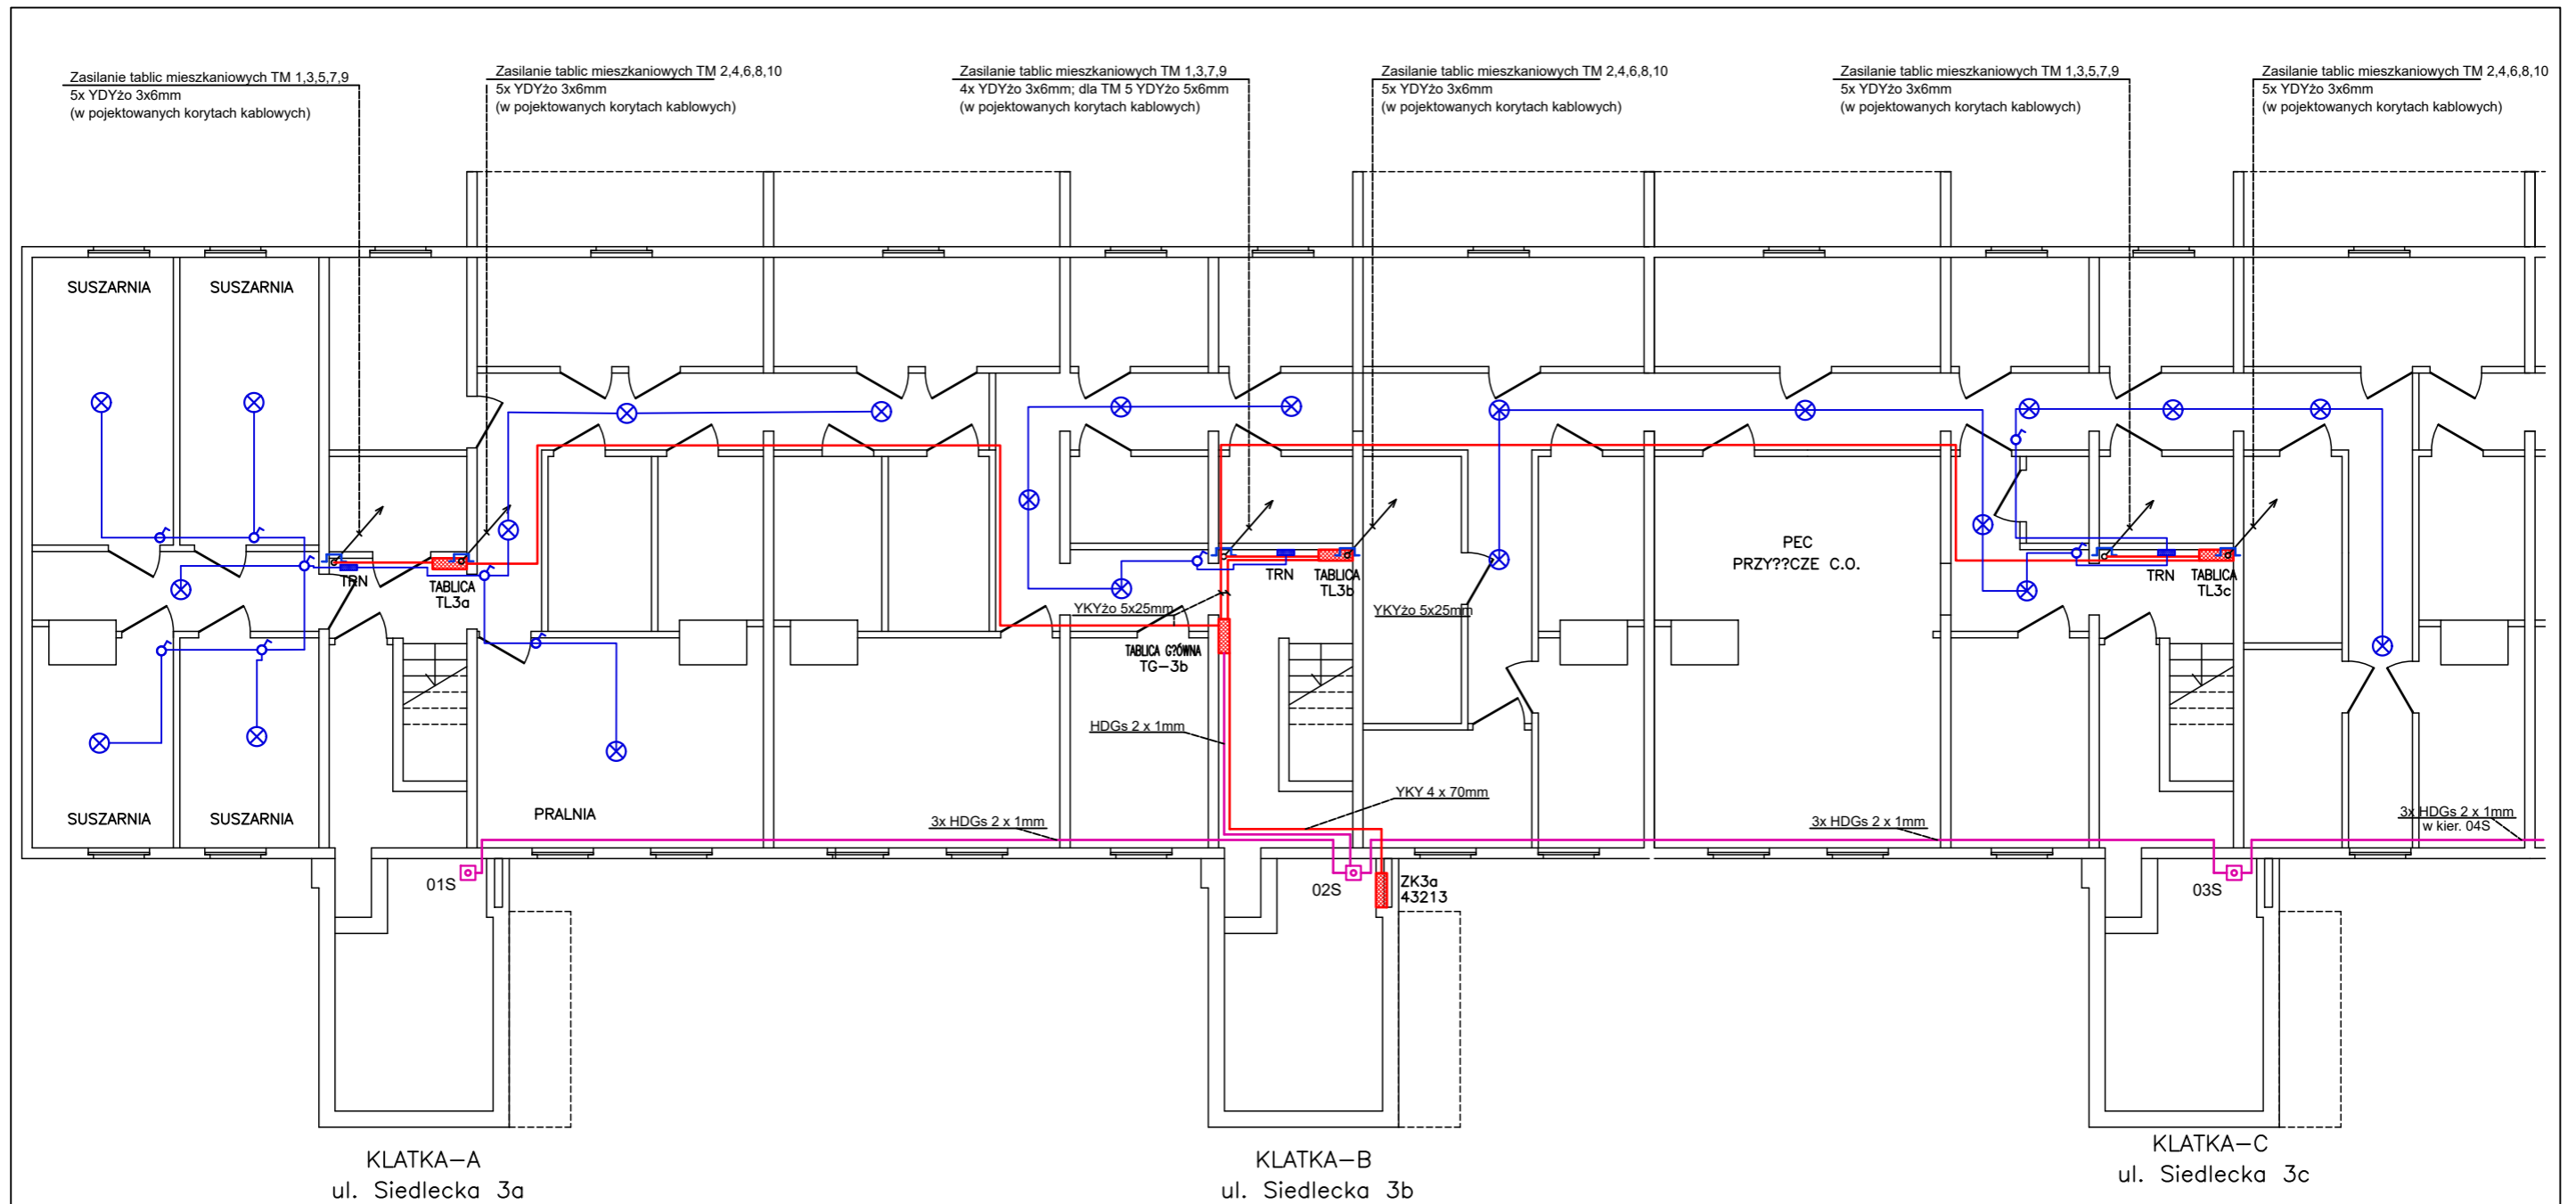 Zasilanie tablic mieszkaniowych TM 1,3,5,7,9
5x YDYżo 3x6mm
(w pojektowanych korytach kablowych)
Zasilanie tablic mieszkaniowych TM 2,4,6,8,10
5x YDYżo 3x6mm
(w pojektowanych korytach kablowych)
Zasilanie tablic mieszkaniowych TM 1,3,7,9
4x YDYżo 3x6mm; dla TM 5 YDYżo 5x6mm
(w pojektowanych korytach kablowych)
Zasilanie tablic mieszkaniowych TM 2,4,6,8,10
5x YDYżo 3x6mm
(w pojektowanych korytach kablowych)
Zasilanie tablic mieszkaniowych TM 1,3,5,7,9
5x YDYżo 3x6mm
(w pojektowanych korytach kablowych)
Zasilanie tablic mieszkaniowych TM 2,4,6,8,10
5x YDYżo 3x6mm
(w pojektowanych korytach kablowych)
SUSZARNIA
SUSZARNIA
PEC
PRZY??CZE C.O.
TRN
TABLICA
TL3a
TRN
TABLICA
TL3b
TRN
TABLICA
TL3c
YKYżo 5x25mm
YKYżo 5x25mm
TABLICA G?ÓWNA
TG-3b
HDGs 2 x 1mm
YKY 4 x 70mm
SUSZARNIA
SUSZARNIA
PRALNIA
3x HDGs 2 x 1mm
3x HDGs 2 x 1mm
3x HDGs 2 x 1mm
w kier. 04S
01S
02S
ZK3a
43213
03S
KLATKA-A
ul. Siedlecka 3a
KLATKA-B
ul. Siedlecka 3b
KLATKA-C
ul. Siedlecka 3c